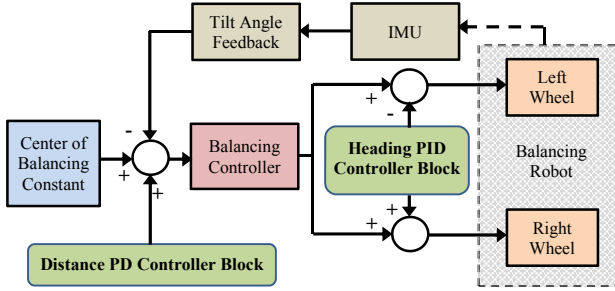 Tilt Angle
Feedback
IMU
Left
Wheel
+
-
-
Center of
Balancing
Constant
+
+
Balancing
Controller
Heading PID
Controller Block
Balancing
Robot
+
+
Right
Wheel
Distance PD Controller Block